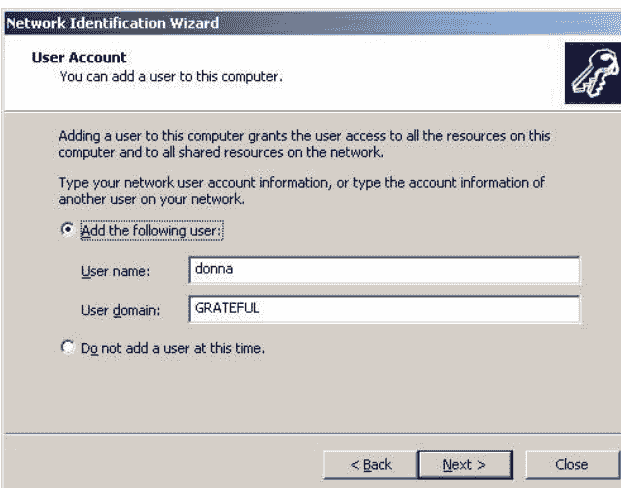 Network Identification Wizard
User Account
You can add a user to this computer.
Adding a user to this computer grants the user access to all the resources on this
computer and to all shared resources on the network.
Type your network user account information, or type the account information of
another user on your network.
Add the following user:
User name: donna
User domain: GRATEFUL
Do not add a user at this time.
< Back Next > Close